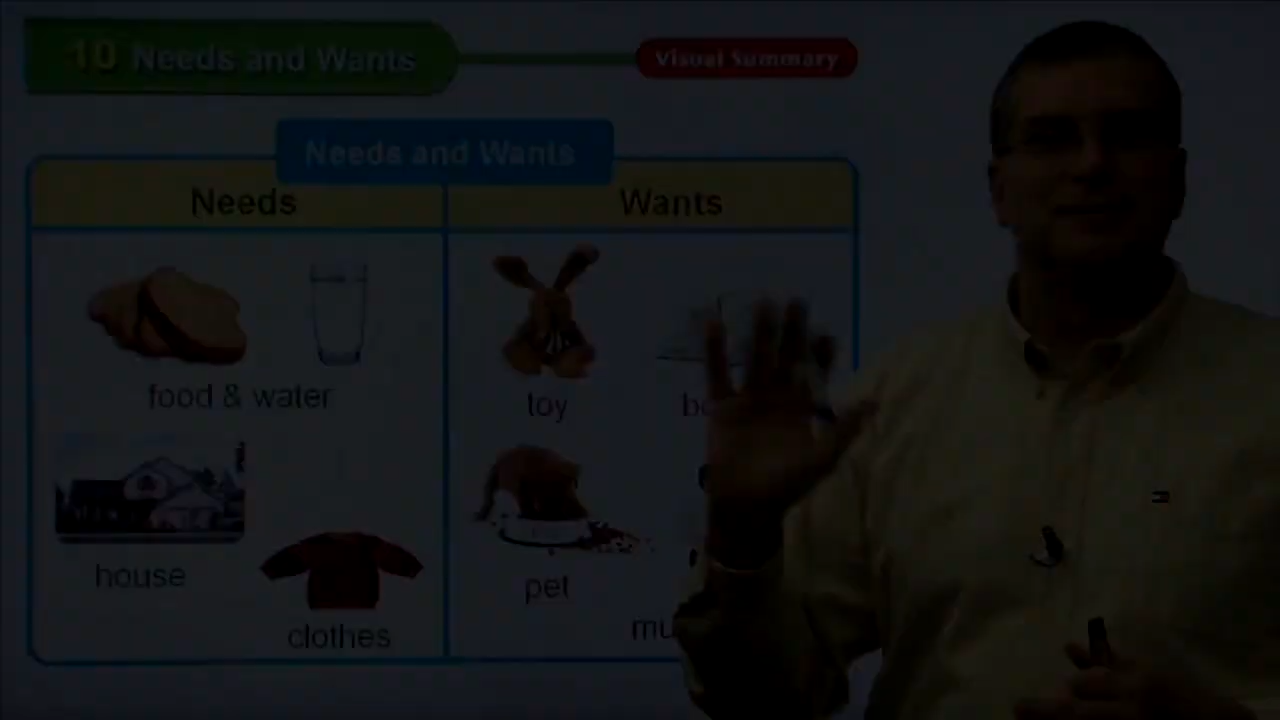 10 Needs and Wants
Visual Summary
Needs and Wants
Needs
Wants
food & water
toy
house
pet
clothes